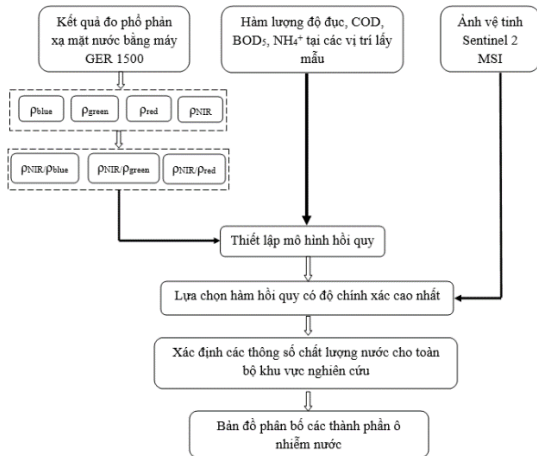 Kết quả đo phổ phản
xạ mặt nước bằng máy
GER 1500
Hàm lượng độ đục, COD,
BOD₅, NH₄⁺ tại các vị trí lấy
mẫu
Ảnh vệ tinh
Sentinel 2
MSI
ρblue
ρgreen
ρred
ρNIR
ρNIR/ρblue
ρNIR/ρgreen
ρNIR/ρred
Thiết lập mô hình hồi quy
Lựa chọn hàm hồi quy có độ chính xác cao nhất
Xác định các thông số chất lượng nước cho toàn
bộ khu vực nghiên cứu
Bản đồ phân bố các thành phần ô
nhiễm nước